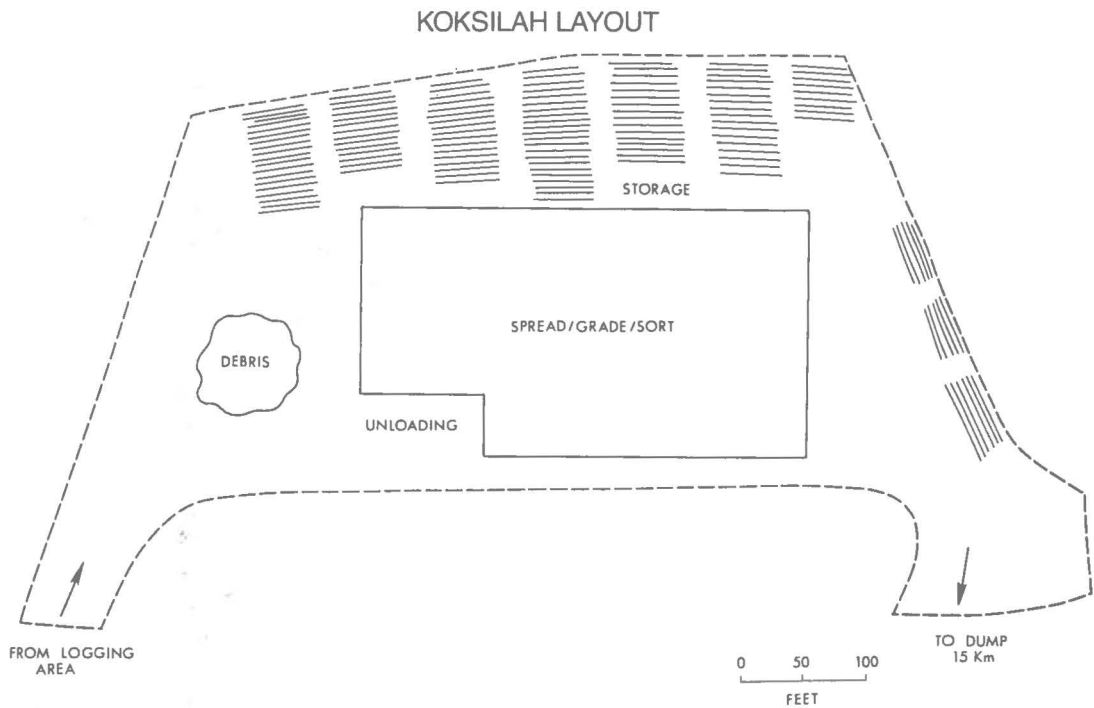 KOKSILAH LAYOUT
STORAGE
SPREAD/GRADE/SORT
DEBRIS
UNLOADING
FROM LOGGING
AREA
TO DUMP
15 Km
0 50 100
FEET